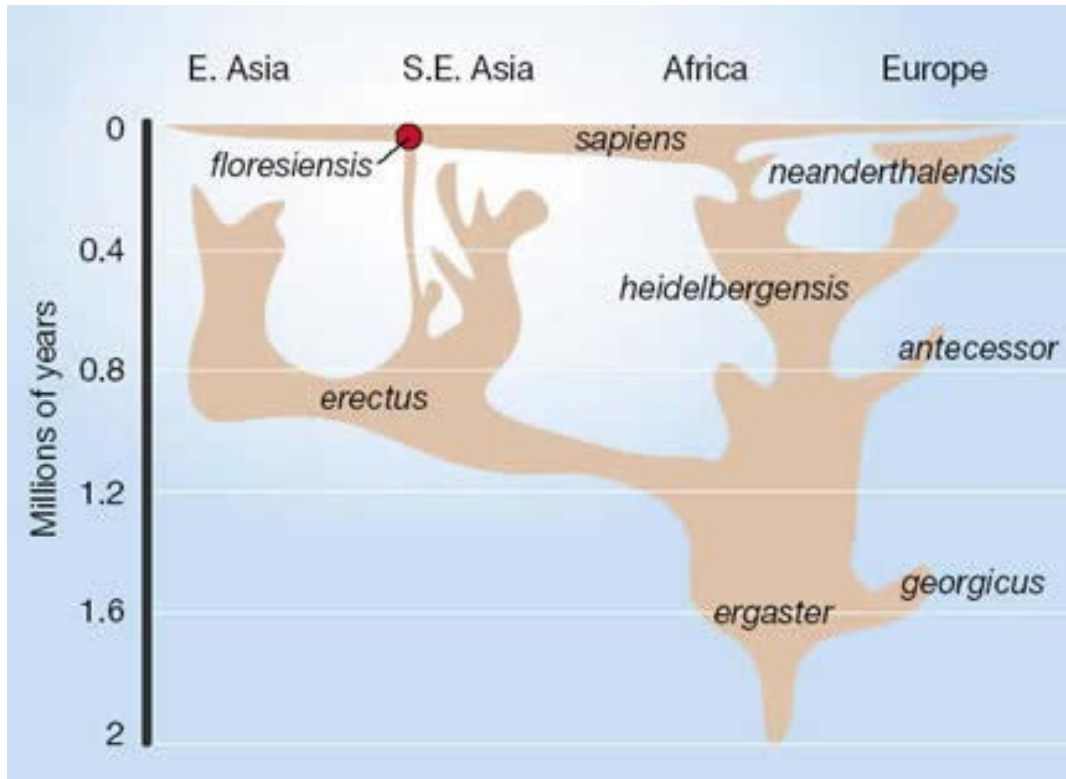 E. Asia S.E. Asia Africa Europe
0
sapiens
floresiensis
neanderthalensis
0.4
heidelbergensis
antecessor
0.8
erectus
Millions of years
1.2
georgicus
1.6
ergaster
2